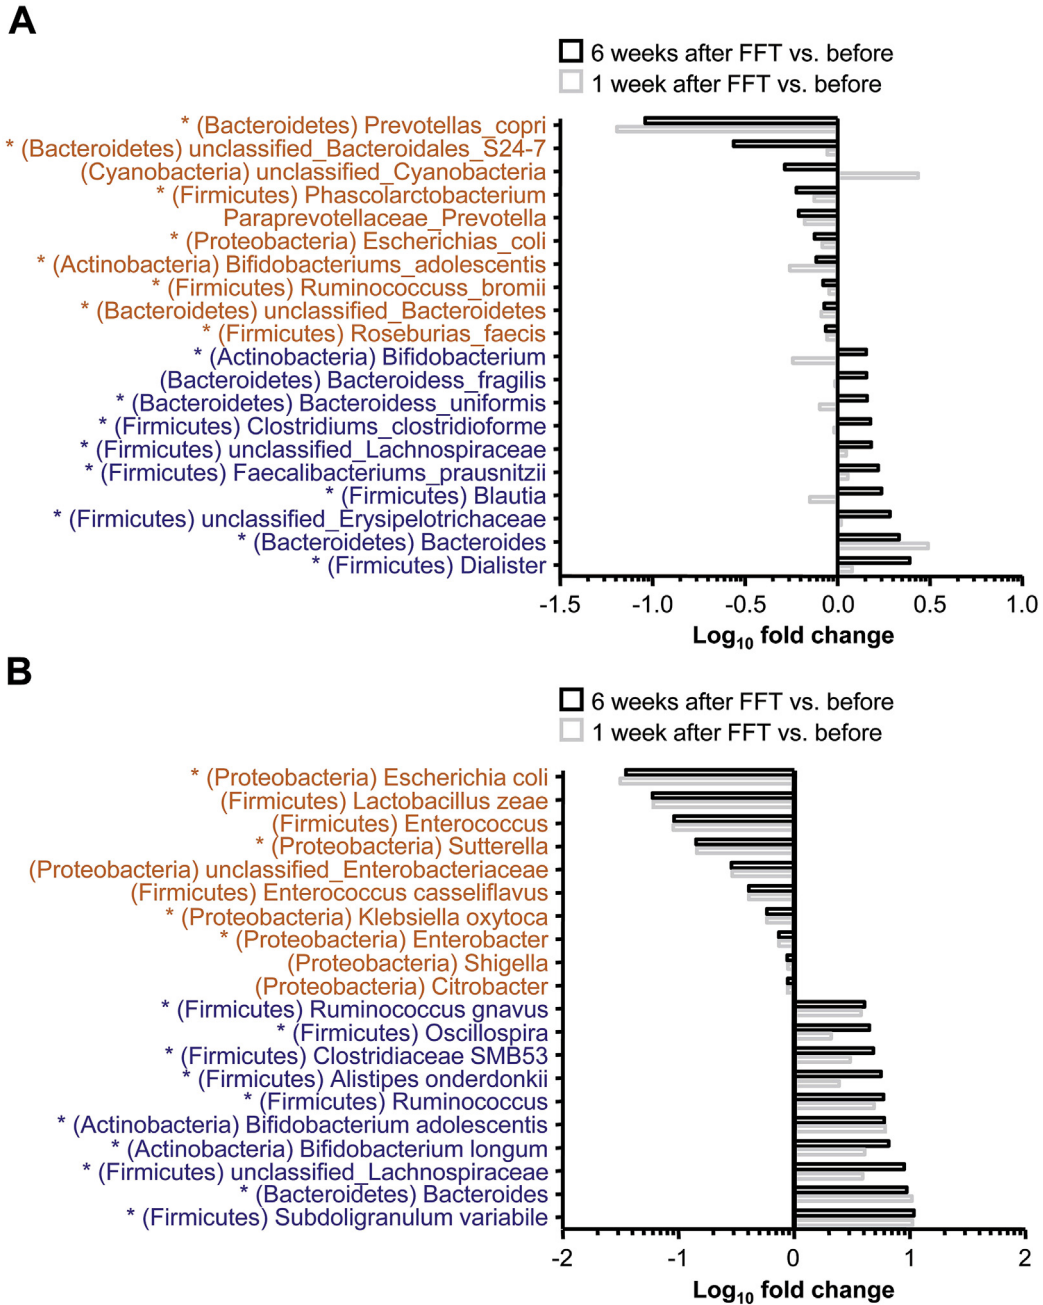 A
6 weeks after FFT vs. before
1 week after FFT vs. before
* (Bacteroidetes) Prevotellas_copri
* (Bacteroidetes) unclassified_Bacteroidales_S24-7
(Cyanobacteria) unclassified_Cyanobacteria
* (Firmicutes) Phascolarctobacterium
Paraprevotellaceae_Prevotella
* (Proteobacteria) Escherichias_coli
* (Actinobacteria) Bifidobacteriums_adolescentis
* (Firmicutes) Ruminococcuss_bromii
* (Bacteroidetes) unclassified_Bacteroidetes
* (Firmicutes) Roseburias_faecis
* (Actinobacteria) Bifidobacterium
(Bacteroidetes) Bacteroidess_fragilis
* (Bacteroidetes) Bacteroidess_uniformis
* (Firmicutes) Clostridiums_clostridioforme
* (Firmicutes) unclassified_Lachnospiraceae
* (Firmicutes) Faecalibacteriums_prausnitzii
* (Firmicutes) Blautia
* (Firmicutes) unclassified_Erysipelotrichaceae
* (Bacteroidetes) Bacteroides
* (Firmicutes) Dialister
-1.5 -1.0 -0.5 0.0 0.5 1.0
Log10 fold change
B
6 weeks after FFT vs. before
1 week after FFT vs. before
* (Proteobacteria) Escherichia coli
(Firmicutes) Lactobacillus zeae
(Firmicutes) Enterococcus
* (Proteobacteria) Sutterella
(Proteobacteria) unclassified_Enterobacteriaceae
(Firmicutes) Enterococcus casseliflavus
* (Proteobacteria) Klebsiella oxytoca
* (Proteobacteria) Enterobacter
(Proteobacteria) Shigella
(Proteobacteria) Citrobacter
* (Firmicutes) Ruminococcus gnavus
* (Firmicutes) Oscillospira
* (Firmicutes) Clostridiaceae SMB53
* (Firmicutes) Alistipes onderdonkii
* (Firmicutes) Ruminococcus
* (Actinobacteria) Bifidobacterium adolescentis
* (Actinobacteria) Bifidobacterium longum
* (Firmicutes) unclassified_Lachnospiraceae
* (Bacteroidetes) Bacteroides
* (Firmicutes) Subdoligranulum variabile
-2 -1 0 1 2
Log10 fold change